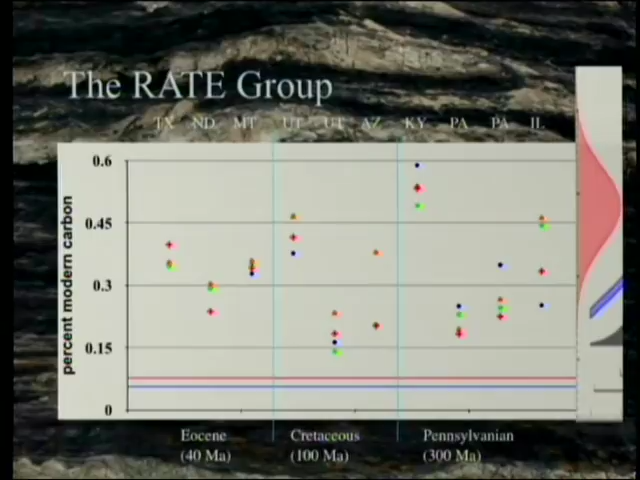 The RATE Group
TX ND MT UT UT AZ KY PA PA IL
0.6
0.45
0.3
0.15
0
percent modern carbon
Eocene Cretaceous Pennsylvanian
(40 Ma) (100 Ma) (300 Ma)